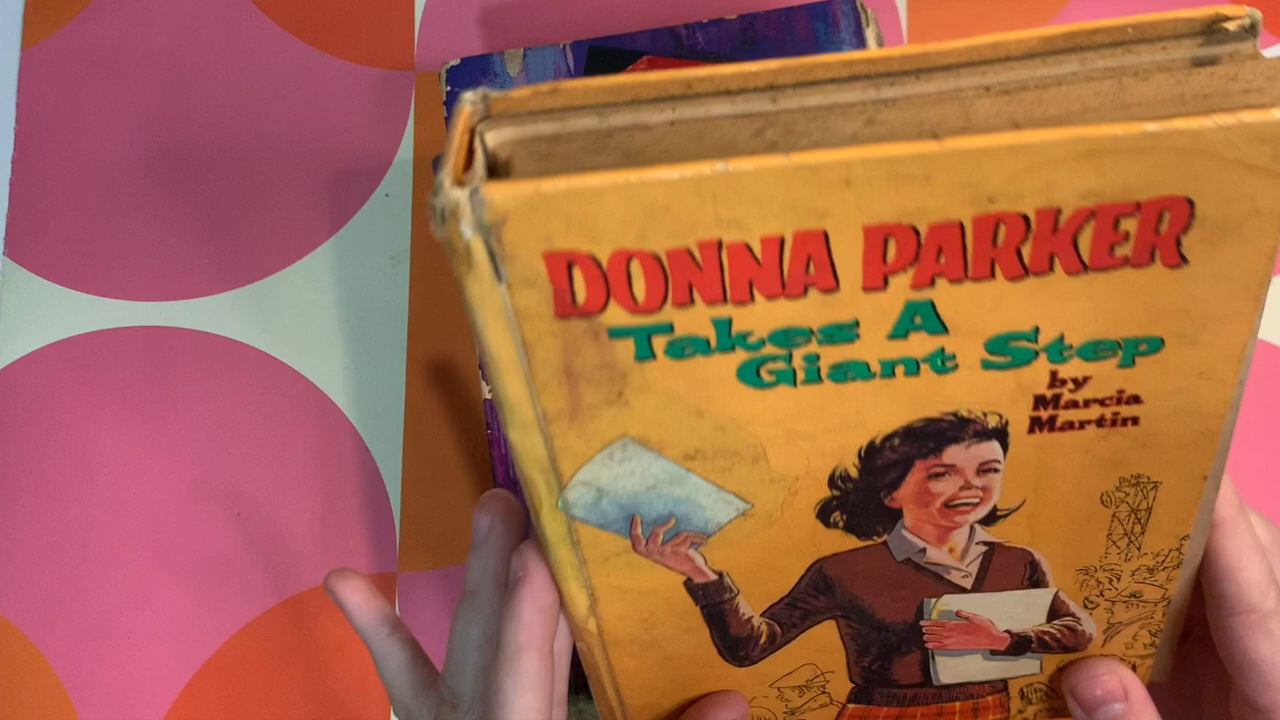 DONNA PARKER
Takes A
Giant Step
by
Marcia
Martin